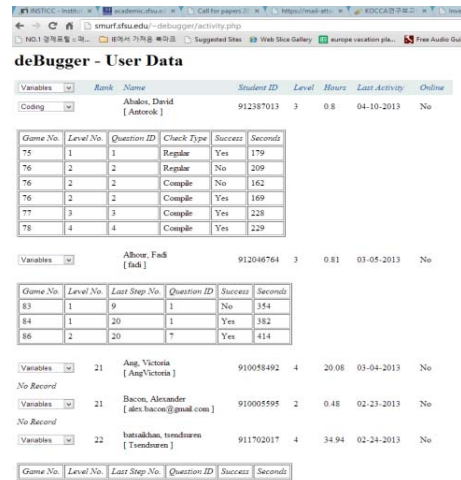 INSTICC - Institut
academic.sfsu.e
Call for papers
https://mail-att
KOCCA연구보고
Inve
smurf.sfsu.edu/~debugger/activity.php
NO.1 경제포털 :: 매...
IE에서 가져온 북마크
Suggested Sites
Web Slice Gallery
europe vacation pla...
Free Audio Gui
deBugger - User Data
Variables Rank Name Student ID Level Hours Last Activity Online
Coding Abalos, David 912387013 3 0.8 04-10-2013 No
[ Antorok ]
Game No. Level No. Question ID Check Type Success Seconds
75 1 1 Regular Yes 179
76 2 2 Regular No 209
76 2 2 Compile No 162
76 2 2 Compile Yes 169
77 3 3 Compile Yes 228
78 4 4 Compile Yes 229
Variables Alhour, Fadi 912046764 3 0.81 03-05-2013 No
[ fadi ]
Game No. Level No. Last Step No. Question ID Success Seconds
83 1 9 1 No 354
84 1 20 1 Yes 382
86 2 20 7 Yes 414
Variables 21 Ang, Victoria 910058492 4 20.08 03-04-2013 No
[ AngVictoria ]
No Record
Variables 21 Bacon, Alexander 910005595 2 0.48 02-23-2013 No
[ alex.bacon@gmail.com ]
No Record
Variables 22 batsaikhan, tsendsuren 911702017 4 34.94 02-24-2013 No
[ Tsendsuren ]
Game No. Level No. Last Step No. Question ID Success Seconds